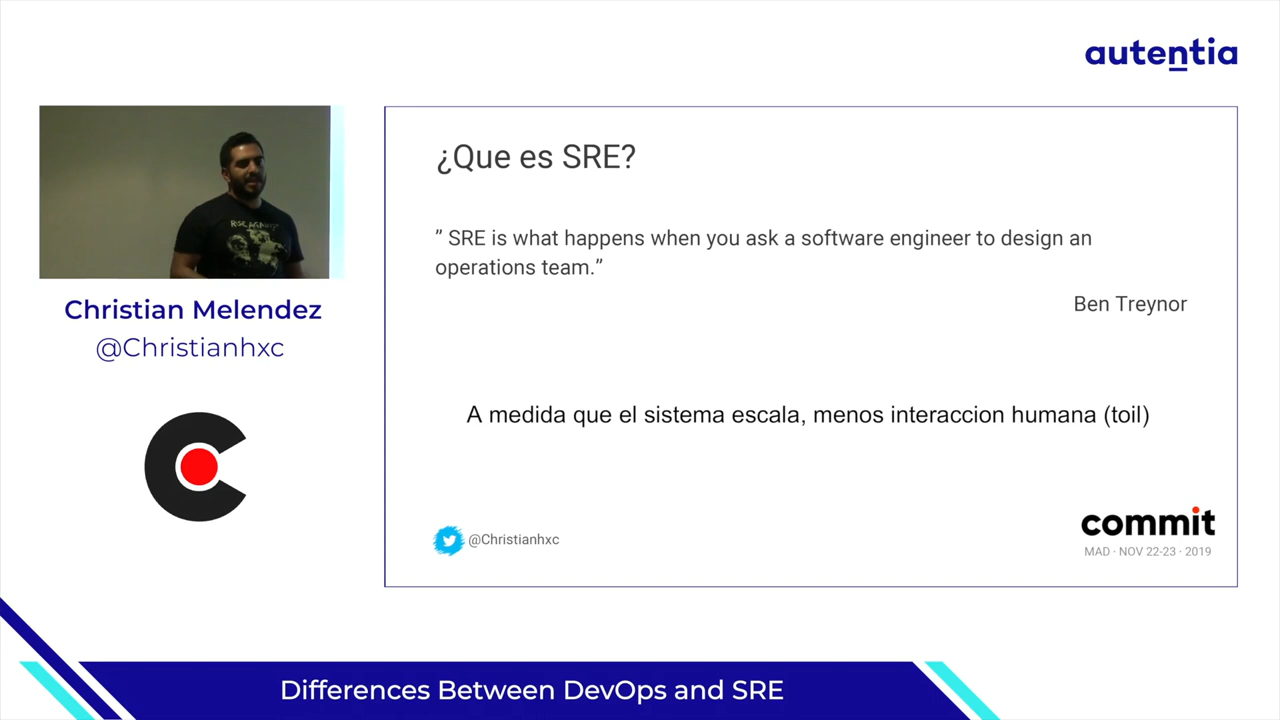 autentia
¿Que es SRE?
” SRE is what happens when you ask a software engineer to design an
operations team.”
Ben Treynor
A medida que el sistema escala, menos interaccion humana (toil)
@Christianhxc
commit
MAD · NOV 22-23 · 2019
RISE AGAINST
Christian Melendez
@Christianhxc
Differences Between DevOps and SRE